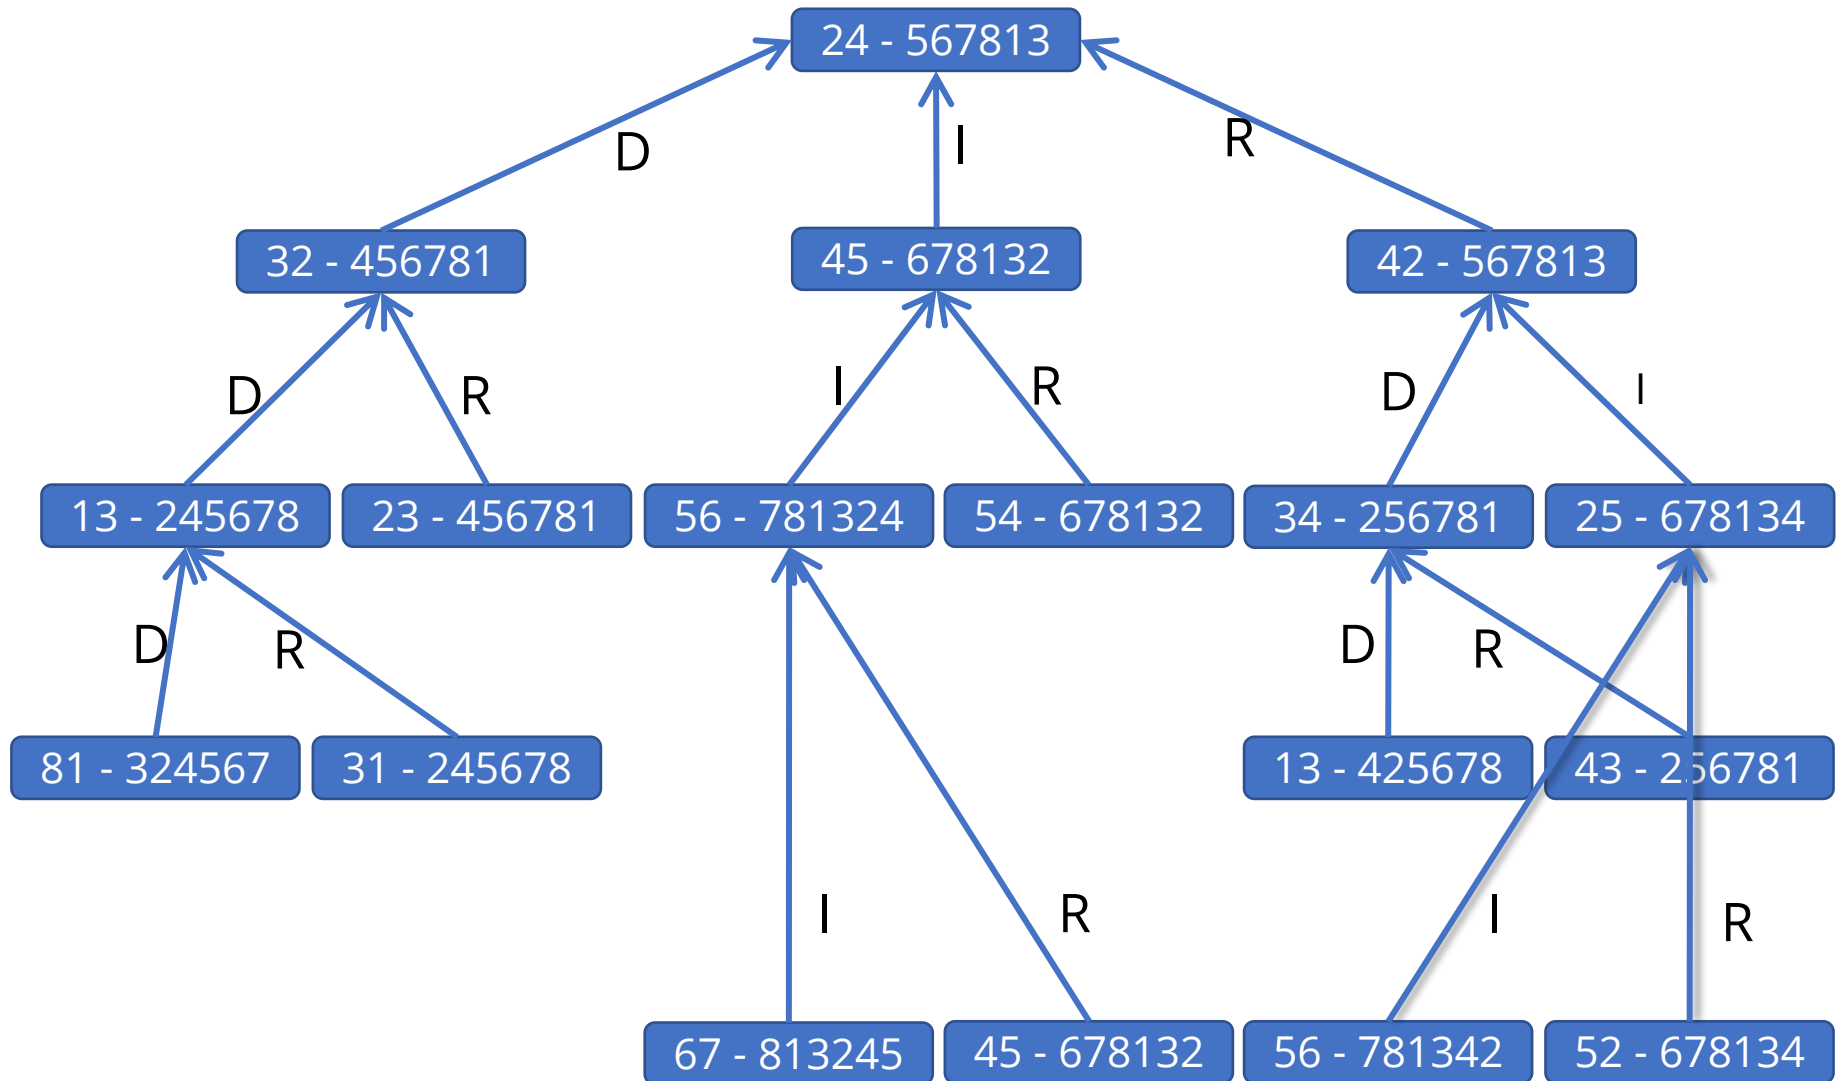 24 - 567813
D
I
R
32 - 456781
45 - 678132
42 - 567813
D
R
I
R
D
I
13 - 245678
23 - 456781
56 - 781324
54 - 678132
34 - 256781
25 - 678134
D
R
D
R
81 - 324567
31 - 245678
13 - 425678
43 - 256781
I
R
I
R
67 - 813245
45 - 678132
56 - 781342
52 - 678134